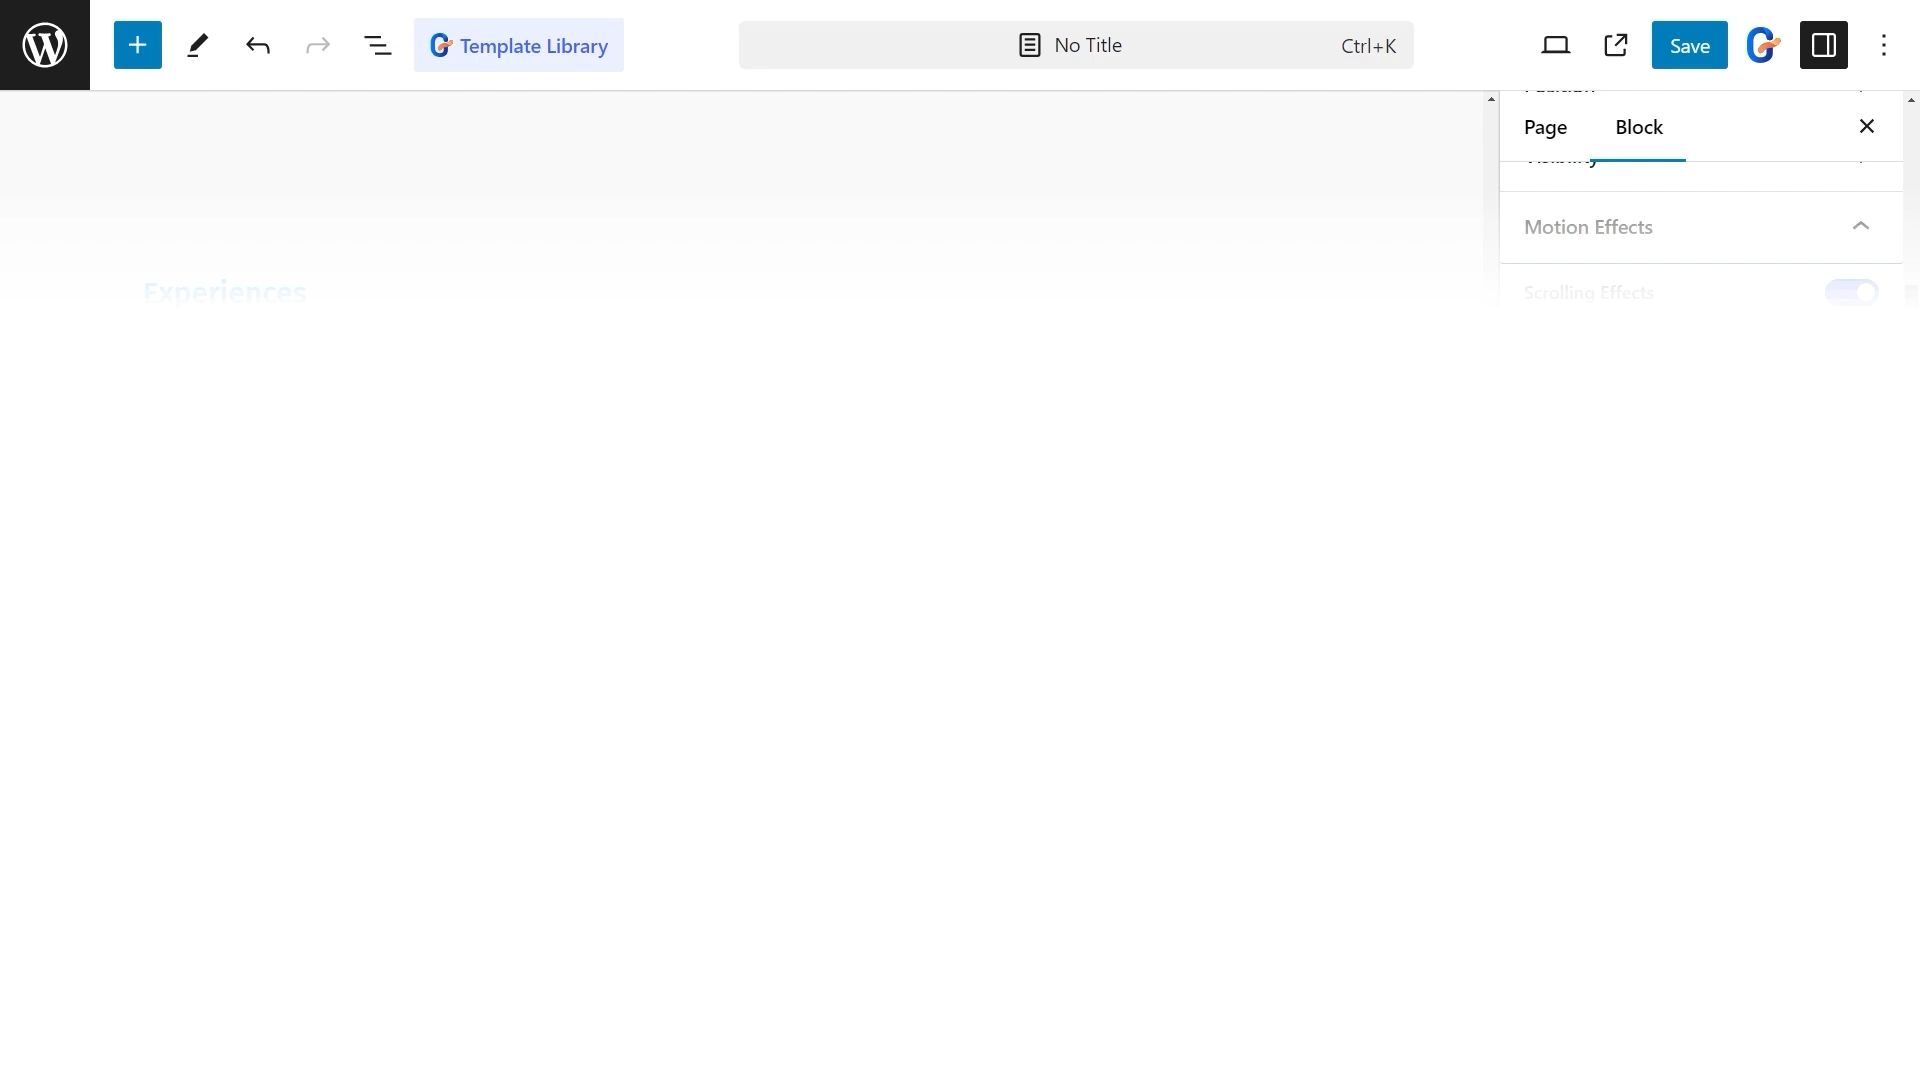 Template Library
No Title
Ctrl+K
Save
Page
Block
Motion Effects
Scrolling Effects
Experiences